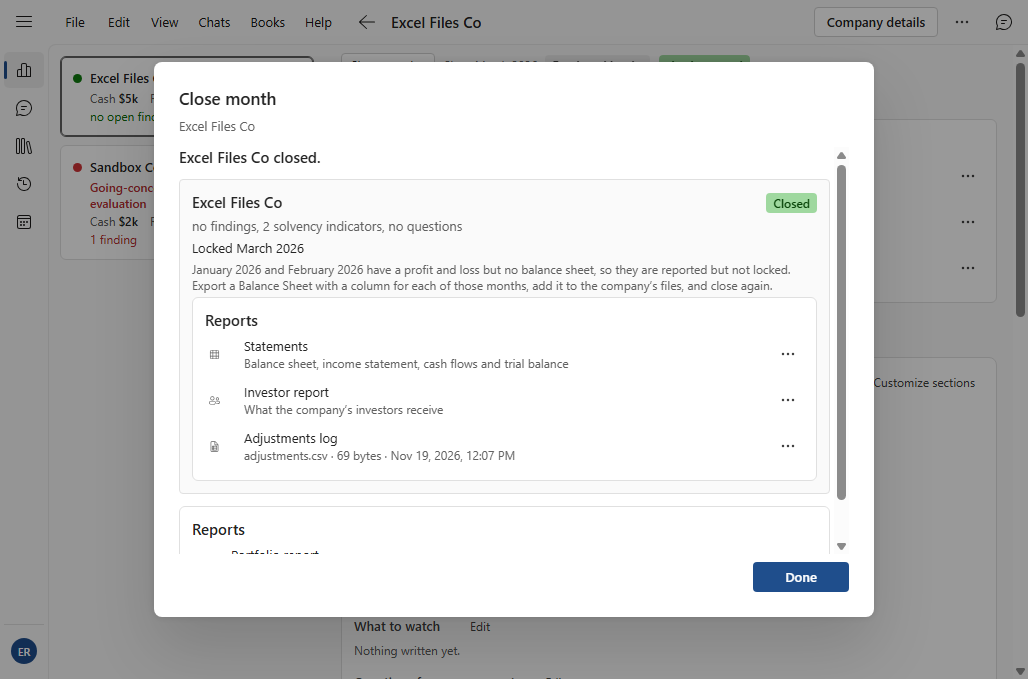 File Edit View Chats Books Help Excel Files Co Company details
Excel Files
Cash $5k
no open find
Sandbox C
Going-conc
evaluation
Cash $2k
1 finding
Close month
Excel Files Co
Excel Files Co closed.
Excel Files Co Closed
no findings, 2 solvency indicators, no questions
Locked March 2026
January 2026 and February 2026 have a profit and loss but no balance sheet, so they are reported but not locked.
Export a Balance Sheet with a column for each of those months, add it to the company's files, and close again.
Reports
Statements
Balance sheet, income statement, cash flows and trial balance
Investor report
What the company's investors receive
Adjustments log
adjustments.csv · 69 bytes · Nov 19, 2026, 12:07 PM
Reports
Portfolio report
Done
Customize sections
What to watch Edit
Nothing written yet.
ER